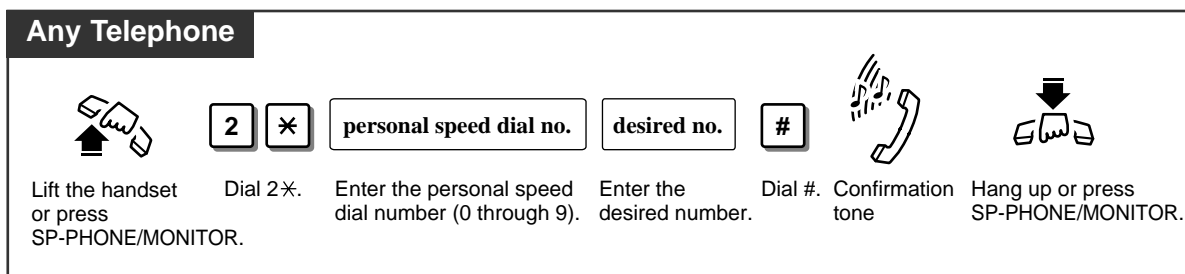 Any Telephone
2 ✳ personal speed dial no. desired no. #
Lift the handset
or press
SP-PHONE/MONITOR.
Dial 2✳.
Enter the personal speed
dial number (0 through 9).
Enter the
desired number.
Dial #.
Confirmation
tone
Hang up or press
SP-PHONE/MONITOR.